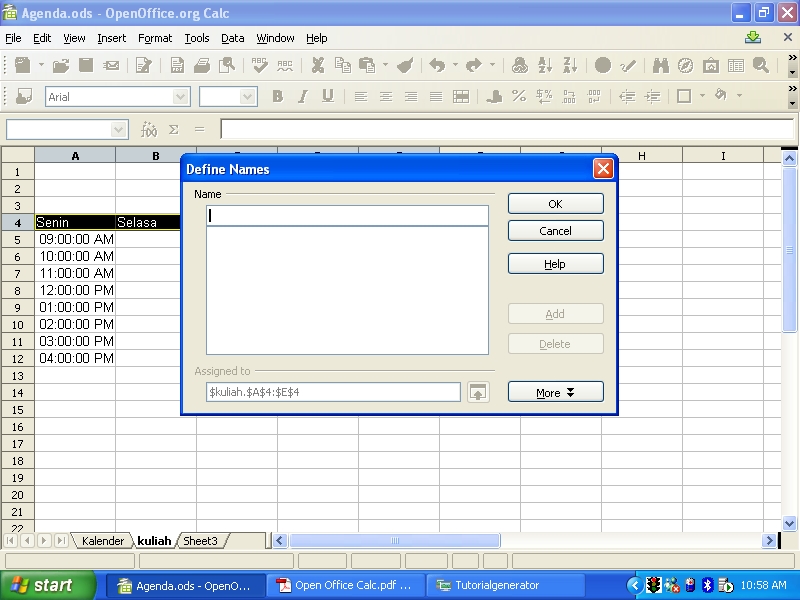 Agenda.ods - OpenOffice.org Calc
File Edit View Insert Format Tools Data Window Help
Arial
A B H I
1
2
3
4 Senin Selasa
5 09:00:00 AM
6 10:00:00 AM
7 11:00:00 AM
8 12:00:00 PM
9 01:00:00 PM
10 02:00:00 PM
11 03:00:00 PM
12 04:00:00 PM
13
14
15
16
17
18
19
20
21
22
Define Names
Name
OK
Cancel
Help
Add
Delete
Assigned to
$kuliah.$A$4:$E$4
More
Kalender kuliah Sheet3
start Agenda.ods - OpenO... Open Office Calc.pdf ... Tutorialgenerator 10:58 AM